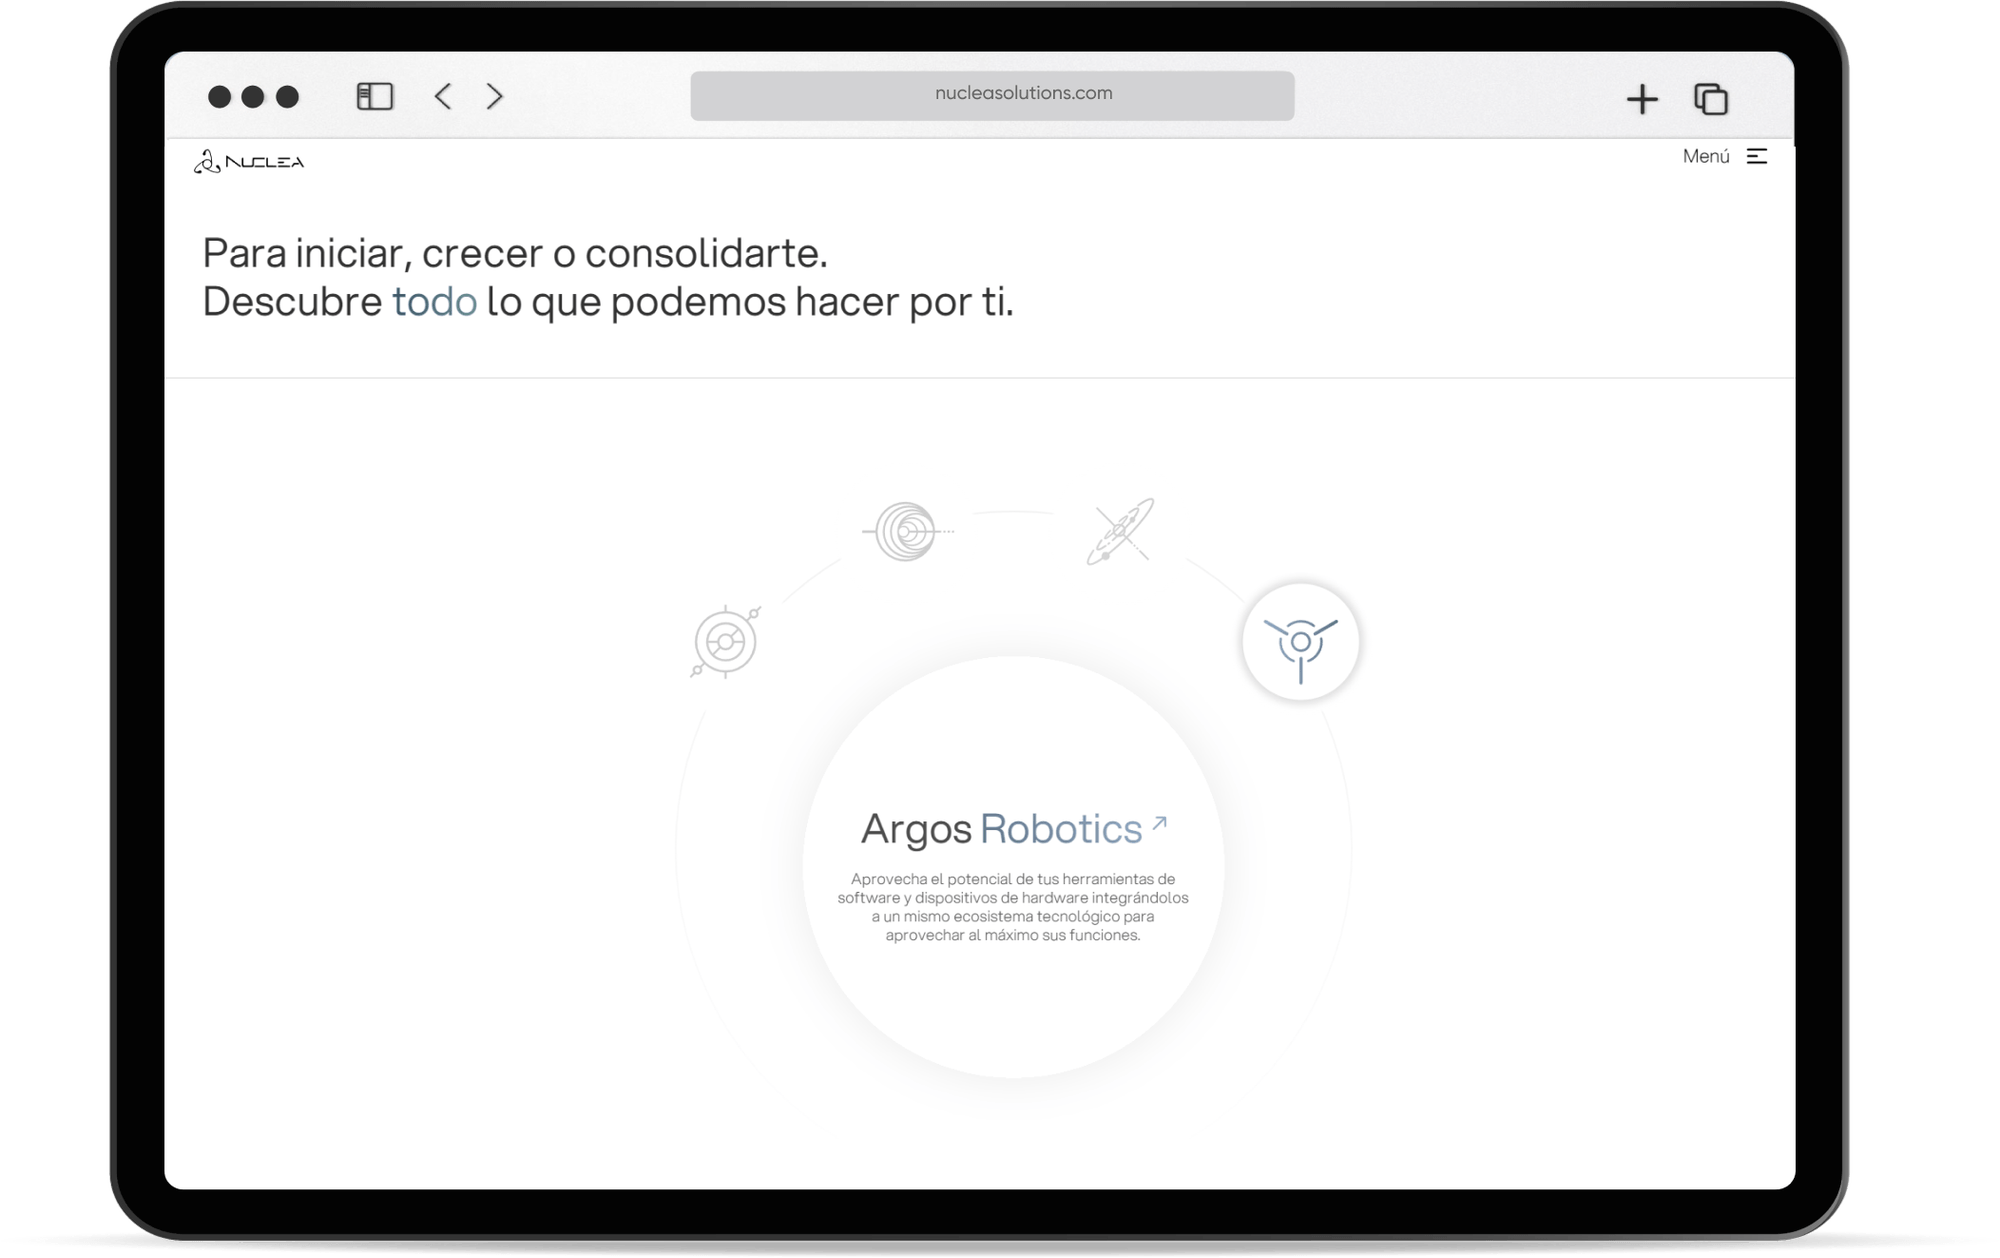 nucleasolutions.com
NUCLEA
Menú
Para iniciar, crecer o consolidarte.
Descubre todo lo que podemos hacer por ti.
Argos Robotics
Aprovecha el potencial de tus herramientas de
software y dispositivos de hardware integrándolos
a un mismo ecosistema tecnológico para
aprovechar al máximo sus funciones.